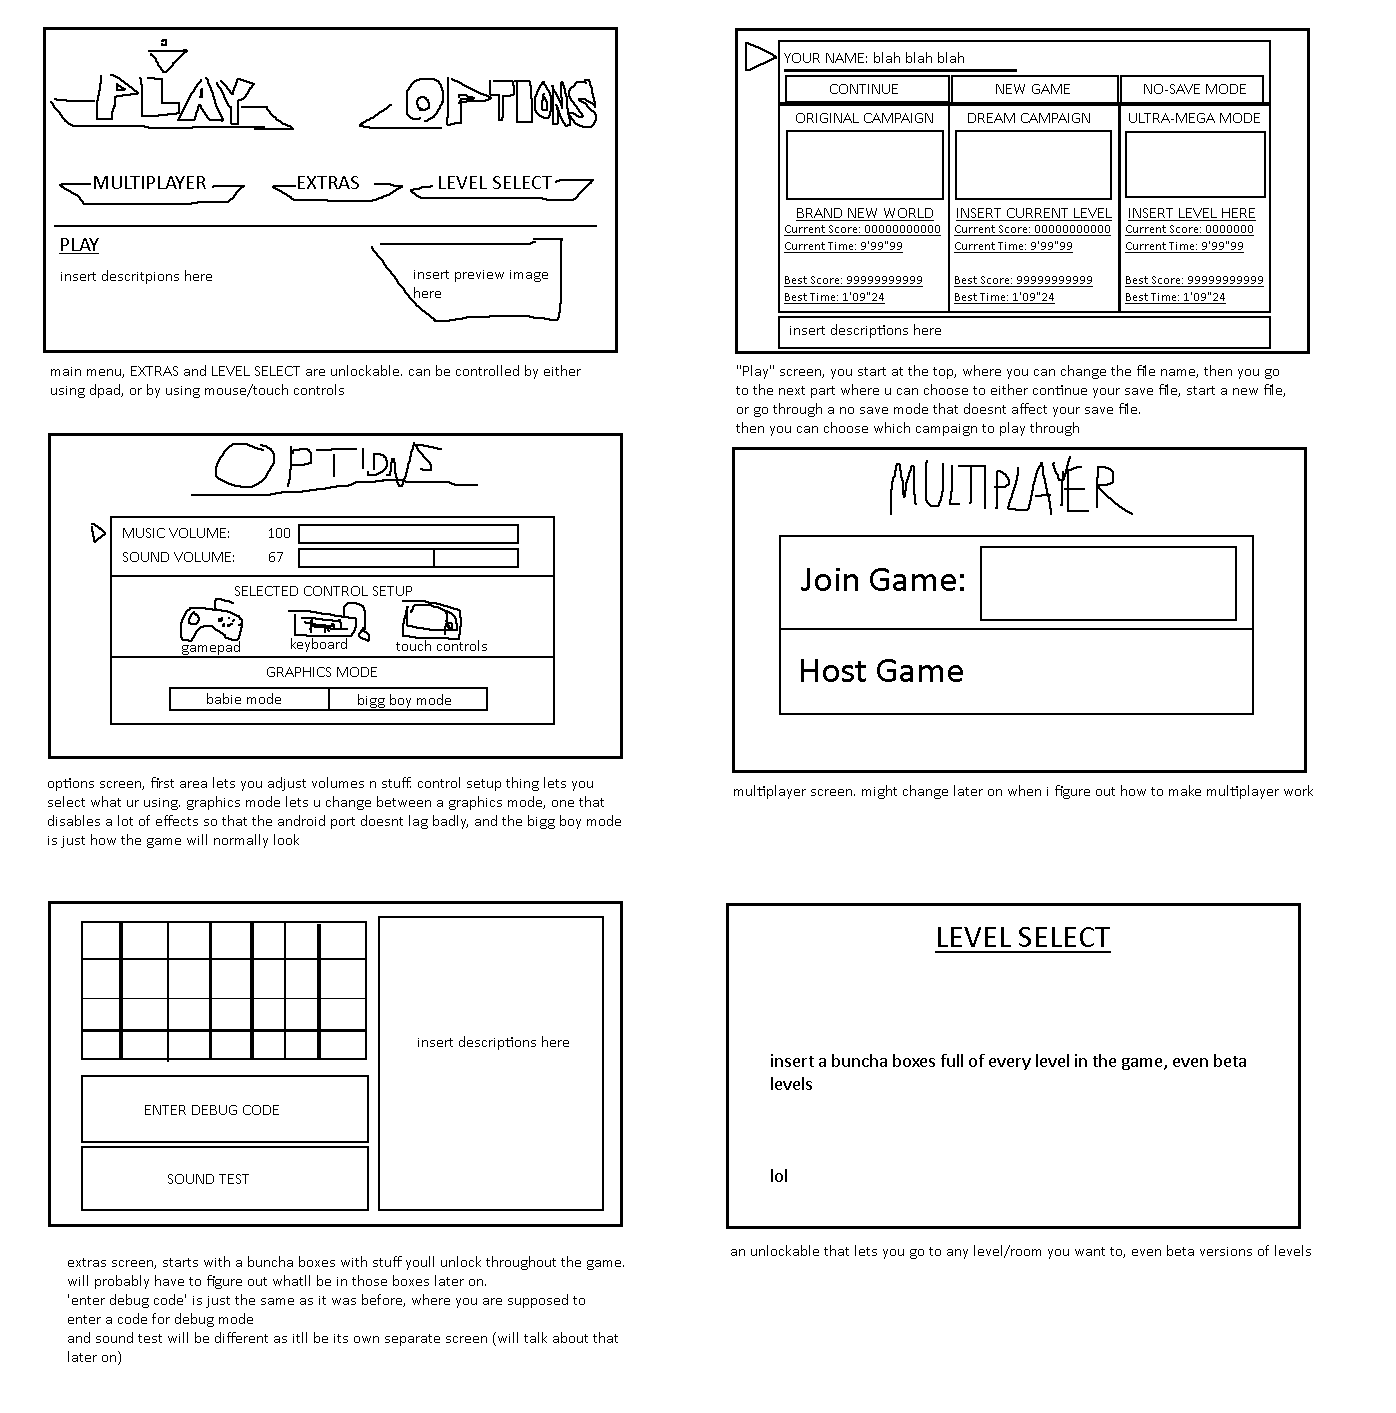 PLAY
OPTIONS
MULTIPLAYER
EXTRAS
LEVEL SELECT
PLAY
insert descritpions here
insert preview image
here
main menu, EXTRAS and LEVEL SELECT are unlockable. can be controlled by either
using dpad, or by using mouse/touch controls
YOUR NAME: blah blah blah
CONTINUE
NEW GAME
NO-SAVE MODE
ORIGINAL CAMPAIGN
DREAM CAMPAIGN
ULTRA-MEGA MODE
BRAND NEW WORLD
Current Score: 00000000000
Current Time: 9'99"99
Best Score: 99999999999
Best Time: 1'09"24
INSERT CURRENT LEVEL
Current Score: 00000000000
Current Time: 9'99"99
Best Score: 99999999999
Best Time: 1'09"24
INSERT LEVEL HERE
Current Score: 0000000
Current Time: 9'99"99
Best Score: 99999999999
Best Time: 1'09"24
insert descriptions here
"Play" screen, you start at the top, where you can change the file name, then you go
to the next part where u can choose to either continue your save file, start a new file,
or go through a no save mode that doesnt affect your save file.
then you can choose which campaign to play through
OPTIONS
MUSIC VOLUME: 100
SOUND VOLUME: 67
SELECTED CONTROL SETUP
gamepad
keyboard
touch controls
GRAPHICS MODE
babie mode
bigg boy mode
options screen, first area lets you adjust volumes n stuff. control setup thing lets you
select what ur using. graphics mode lets u change between a graphics mode, one that
disables a lot of effects so that the android port doesnt lag badly, and the bigg boy mode
is just how the game will normally look
MULTIPLAYER
Join Game:
Host Game
multiplayer screen. might change later on when i figure out how to make multiplayer work
ENTER DEBUG CODE
SOUND TEST
insert descriptions here
extras screen, starts with a buncha boxes with stuff youll unlock throughout the game.
will probably have to figure out whatll be in those boxes later on.
'enter debug code' is just the same as it was before, where you are supposed to
enter a code for debug mode
and sound test will be different as itll be its own separate screen (will talk about that
later on)
LEVEL SELECT
insert a buncha boxes full of every level in the game, even beta
levels
lol
an unlockable that lets you go to any level/room you want to, even beta versions of levels